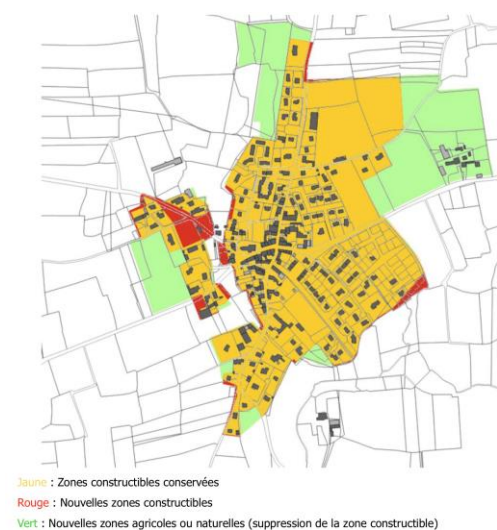 Jaune : Zones constructibles conservées
Rouge : Nouvelles zones constructibles
Vert : Nouvelles zones agricoles ou naturelles (suppression de la zone constructible)